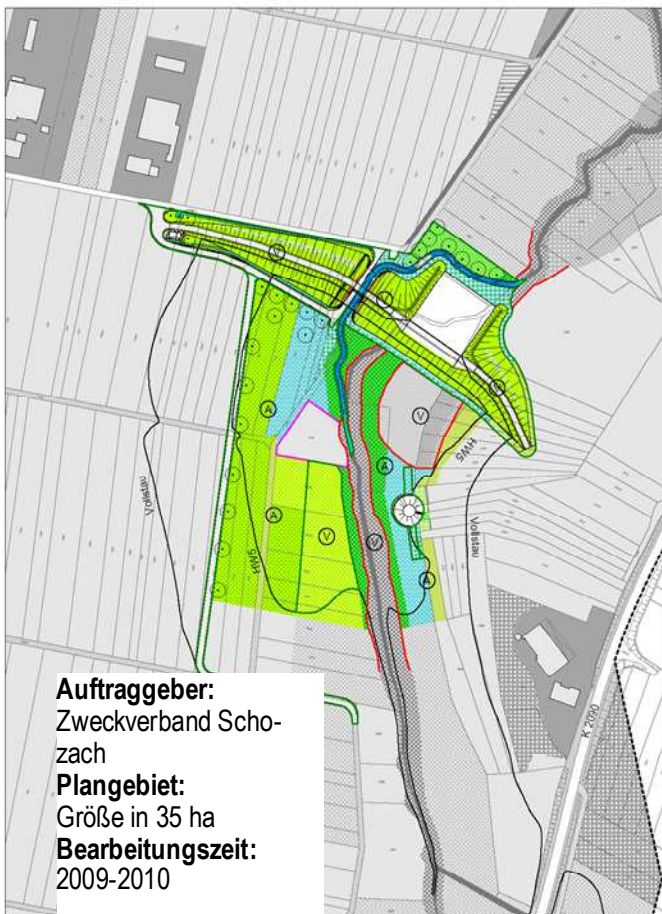 V
V
V
A
V
A
Vollstau
HW5
HW5
Vollstau
A
V
V
A
K 2090
Auftraggeber:
Zweckverband Scho-
zach
Plangebiet:
Größe in 35 ha
Bearbeitungszeit:
2009-2010